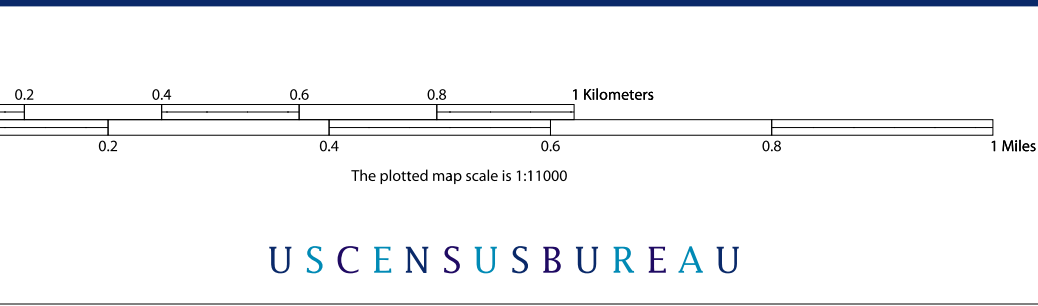 0.2 0.4 0.6 0.8 1 Kilometers
0.2 0.4 0.6 0.8 1 Miles
The plotted map scale is 1:11000
USCENSUSBUREAU